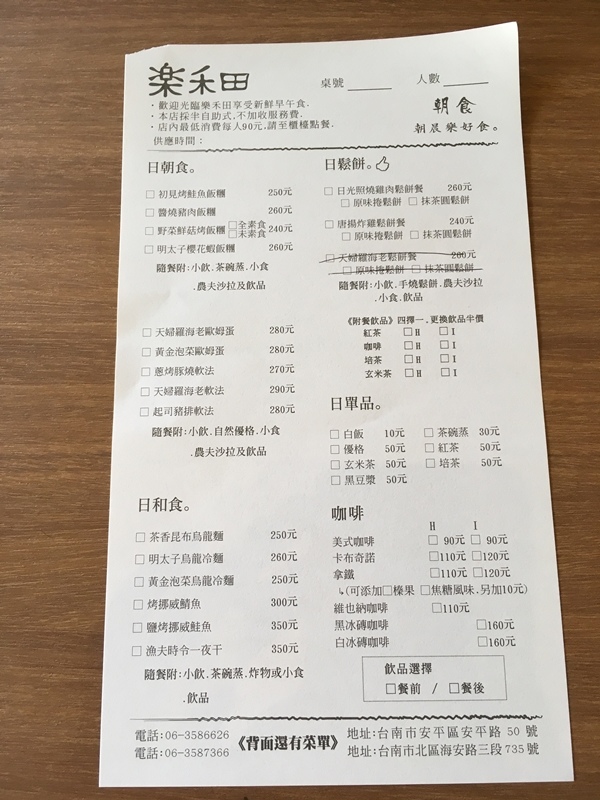 楽禾田
桌號
人數
・歡迎光臨樂禾田享受新鮮早午食.
・本店採半自助式,不加收服務費.
・店內最低消費每人90元,請至櫃檯點餐.
供應時間:
朝食
朝晨樂好食。
日朝食。
□ 初見烤鮭魚飯糰 250元
□ 醬燒豬肉飯糰 260元
□ 野菜鮮菇烤飯糰 □全素食 □未素食 240元
□ 明太子櫻花蝦飯糰 260元
隨餐附:小飲.茶碗蒸.小食
.農夫沙拉及飲品
□ 天婦羅海老歐姆蛋 280元
□ 黃金泡菜歐姆蛋 280元
□ 蔥烤豚燒軟法 270元
□ 天婦羅海老軟法 290元
□ 起司豬排軟法 280元
隨餐附:小飲.自然優格.小食
.農夫沙拉及飲品
日和食。
□ 茶香昆布烏龍麵 250元
□ 明太子烏龍冷麵 260元
□ 黃金泡菜烏龍冷麵 250元
□ 烤挪威鯖魚 300元
□ 鹽烤挪威鮭魚 350元
□ 漁夫時令一夜干 350元
隨餐附:小飲.茶碗蒸.炸物或小食
.飲品
日鬆餅。
□ 日光照燒雞肉鬆餅餐 260元
□ 原味捲鬆餅 □ 抹茶圓鬆餅
□ 唐揚炸雞鬆餅餐 240元
□ 原味捲鬆餅 □ 抹茶圓鬆餅
□ 天婦羅海老鬆餅餐 260元
□ 原味捲鬆餅 □ 抹茶圓鬆餅
隨餐附:小飲.手燒鬆餅.農夫沙拉
.小食.飲品
《附餐飲品》四擇一,更換飲品半價
紅茶 □ H □ I
咖啡 □ H □ I
培茶 □ H □ I
玄米茶 □ H □ I
日單品。
□ 白飯 10元 □ 茶碗蒸 30元
□ 優格 50元 □ 紅茶 50元
□ 玄米茶 50元 □ 培茶 50元
□ 黑豆漿 50元
咖啡
H I
美式咖啡 □ 90元 □ 90元
卡布奇諾 □110元 □120元
拿鐵 □110元 □120元
↳(可添加□榛果 □焦糖風味.另加10元)
維也納咖啡 □110元
黑冰磚咖啡 □160元
白冰磚咖啡 □160元
飲品選擇
□餐前 / □餐後
電話:06-3586626
電話:06-3587366
《背面還有菜單》
地址:台南市安平區安平路 50 號
地址:台南市北區海安路三段735號